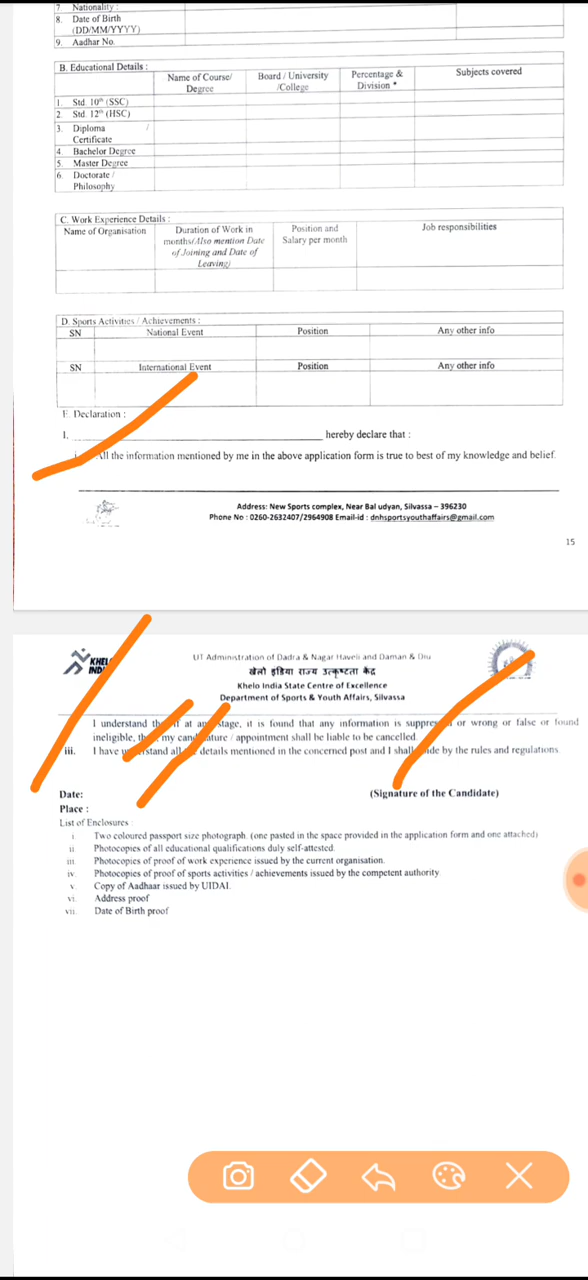 7. Nationality :
8. Date of Birth
(DD/MM/YYYY)
9. Aadhar No.
B. Educational Details :
Name of Course/ Degree
Board / University /College
Percentage & Division *
Subjects covered
1. Std. 10th (SSC)
2. Std. 12th (HSC)
3. Diploma /
Certificate
4. Bachelor Degree
5. Master Degree
6. Doctorate /
Philosophy
C. Work Experience Details :
Name of Organisation
Duration of Work in months/Also mention Date of Joining and Date of Leaving)
Position and Salary per month
Job responsibilities
D. Sports Activities / Achievements :
SN National Event Position Any other info
SN International Event Position Any other info
F. Declaration :
I, ______________________ hereby declare that :
All the information mentioned by me in the above application form is true to best of my knowledge and belief.
Address: New Sports complex, Near Bal udyan, Silvassa – 396230
Phone No : 0260-2632407/2964908 Email-id : dnhsportsyouthaffairs@gmail.com
15
KHELO
INDIA
UT Administration of Dadra & Nagar Haveli and Daman & Diu
खेलो इंडिया राज्य उत्कृष्टता केंद्र
Khelo India State Centre of Excellence
Department of Sports & Youth Affairs, Silvassa
I understand that at any stage, it is found that any information is or wrong or false or found
ineligible, my candidature / appointment shall be liable to be cancelled.
iii. I have understand all details mentioned in the concerned post and I shall abide by the rules and regulations
Date:
(Signature of the Candidate)
Place :
List of Enclosures :
i. Two coloured passport size photograph. (one pasted in the space provided in the application form and one attached)
ii. Photocopies of all educational qualifications duly self-attested.
iii. Photocopies of proof of work experience issued by the current organisation.
iv. Photocopies of proof of sports activities / achievements issued by the competent authority.
v. Copy of Aadhaar issued by UIDAI.
vi. Address proof
vii. Date of Birth proof